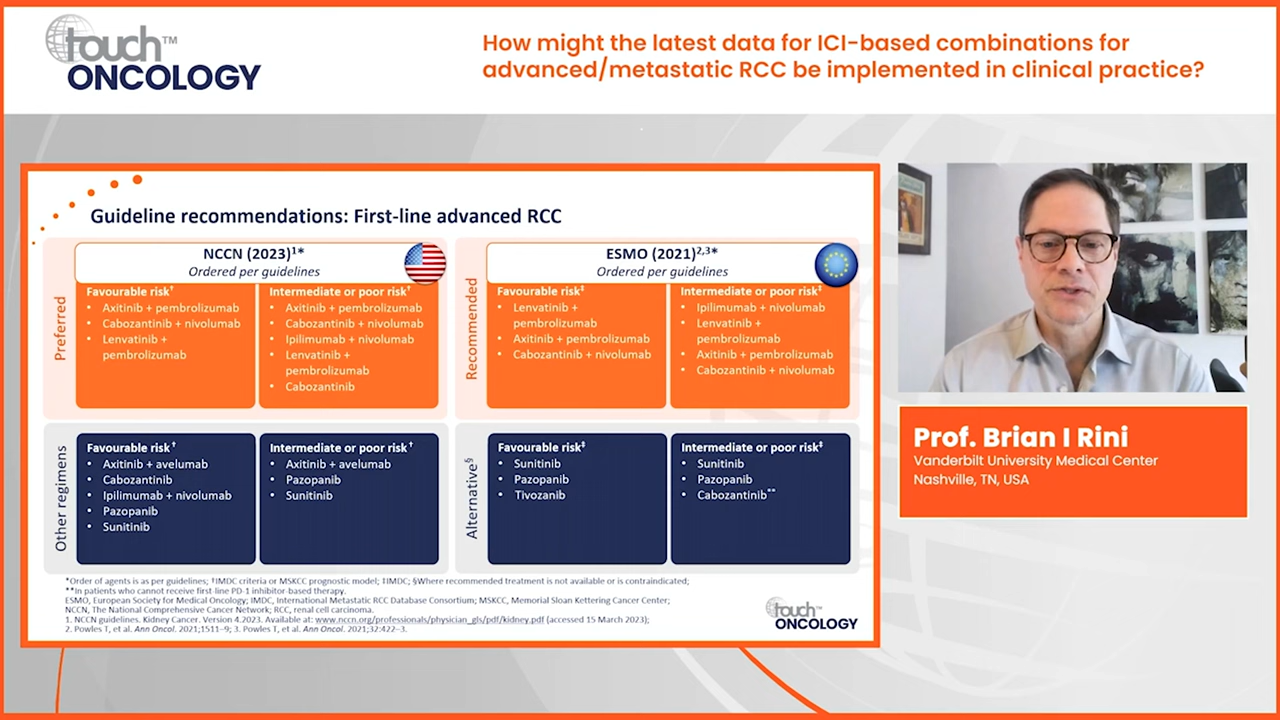 touch™
ONCOLOGY
How might the latest data for ICI-based combinations for
advanced/metastatic RCC be implemented in clinical practice?
Guideline recommendations: First-line advanced RCC
NCCN (2023)¹*
Ordered per guidelines
Preferred
Favourable risk†
• Axitinib + pembrolizumab
• Cabozantinib + nivolumab
• Lenvatinib +
pembrolizumab
Intermediate or poor risk†
• Axitinib + pembrolizumab
• Cabozantinib + nivolumab
• Ipilimumab + nivolumab
• Lenvatinib +
pembrolizumab
• Cabozantinib
ESMO (2021)²,³*
Ordered per guidelines
Recommended
Favourable risk‡
• Lenvatinib +
pembrolizumab
• Axitinib + pembrolizumab
• Cabozantinib + nivolumab
Intermediate or poor risk‡
• Ipilimumab + nivolumab
• Lenvatinib +
pembrolizumab
• Axitinib + pembrolizumab
• Cabozantinib + nivolumab
Other regimens
Favourable risk†
• Axitinib + avelumab
• Cabozantinib
• Ipilimumab + nivolumab
• Pazopanib
• Sunitinib
Intermediate or poor risk†
• Axitinib + avelumab
• Pazopanib
• Sunitinib
Alternative§
Favourable risk‡
• Sunitinib
• Pazopanib
• Tivozanib
Intermediate or poor risk‡
• Sunitinib
• Pazopanib
• Cabozantinib**
*Order of agents is as per guidelines; †IMDC criteria or MSKCC prognostic model; ‡IMDC; §Where recommended treatment is not available or is contraindicated;
**In patients who cannot receive first-line PD-1 inhibitor-based therapy.
ESMO, European Society for Medical Oncology; IMDC, International Metastatic RCC Database Consortium; MSKCC, Memorial Sloan Kettering Cancer Center;
NCCN, The National Comprehensive Cancer Network; RCC, renal cell carcinoma.
1. NCCN guidelines. Kidney Cancer. Version 4.2023. Available at: www.nccn.org/professionals/physician_gls/pdf/kidney.pdf (accessed 15 March 2023);
2. Powles T, et al. Ann Oncol. 2021;1511–9; 3. Powles T, et al. Ann Oncol. 2021;32:422–3.
touch™
ONCOLOGY
Prof. Brian I Rini
Vanderbilt University Medical Center
Nashville, TN, USA